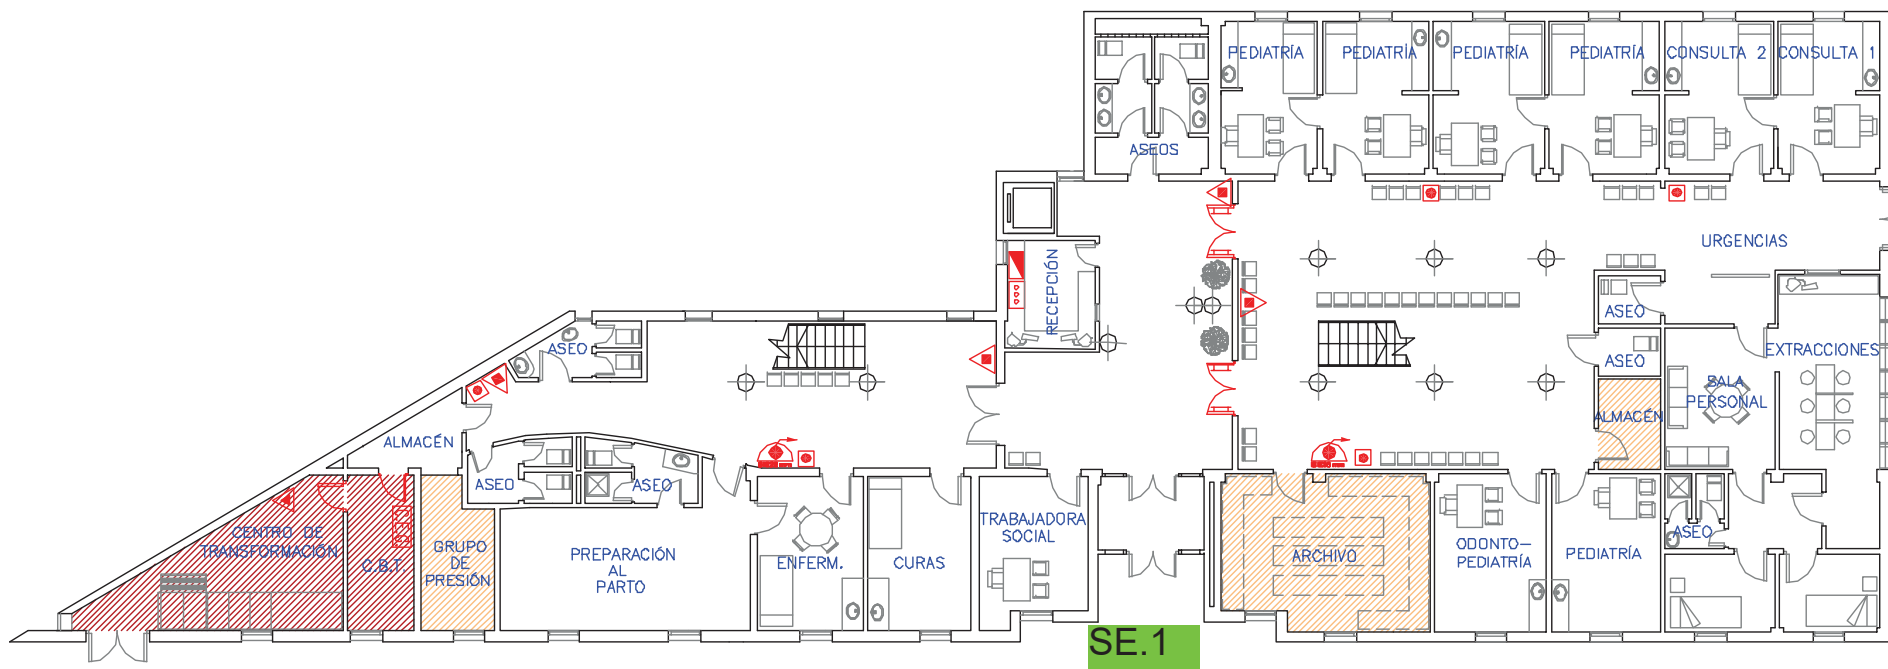 PEDIATRÍA
PEDIATRÍA
PEDIATRÍA
PEDIATRÍA
CONSULTA 2
CONSULTA 1
ASEOS
URGENCIAS
RECEPCIÓN
ASEO
ASEO
ASEO
EXTRACCIONES
SALA
PERSONAL
ALMACÉN
ALMACÉN
ASEO
ASEO
ASEO
CENTRO DE
TRANSFORMACIÓN
C.B.T.
GRUPO
DE
PRESIÓN
PREPARACIÓN
AL
PARTO
ENFERM.
CURAS
TRABAJADORA
SOCIAL
ARCHIVO
ODONTO-
PEDIATRÍA
PEDIATRÍA
SE.1